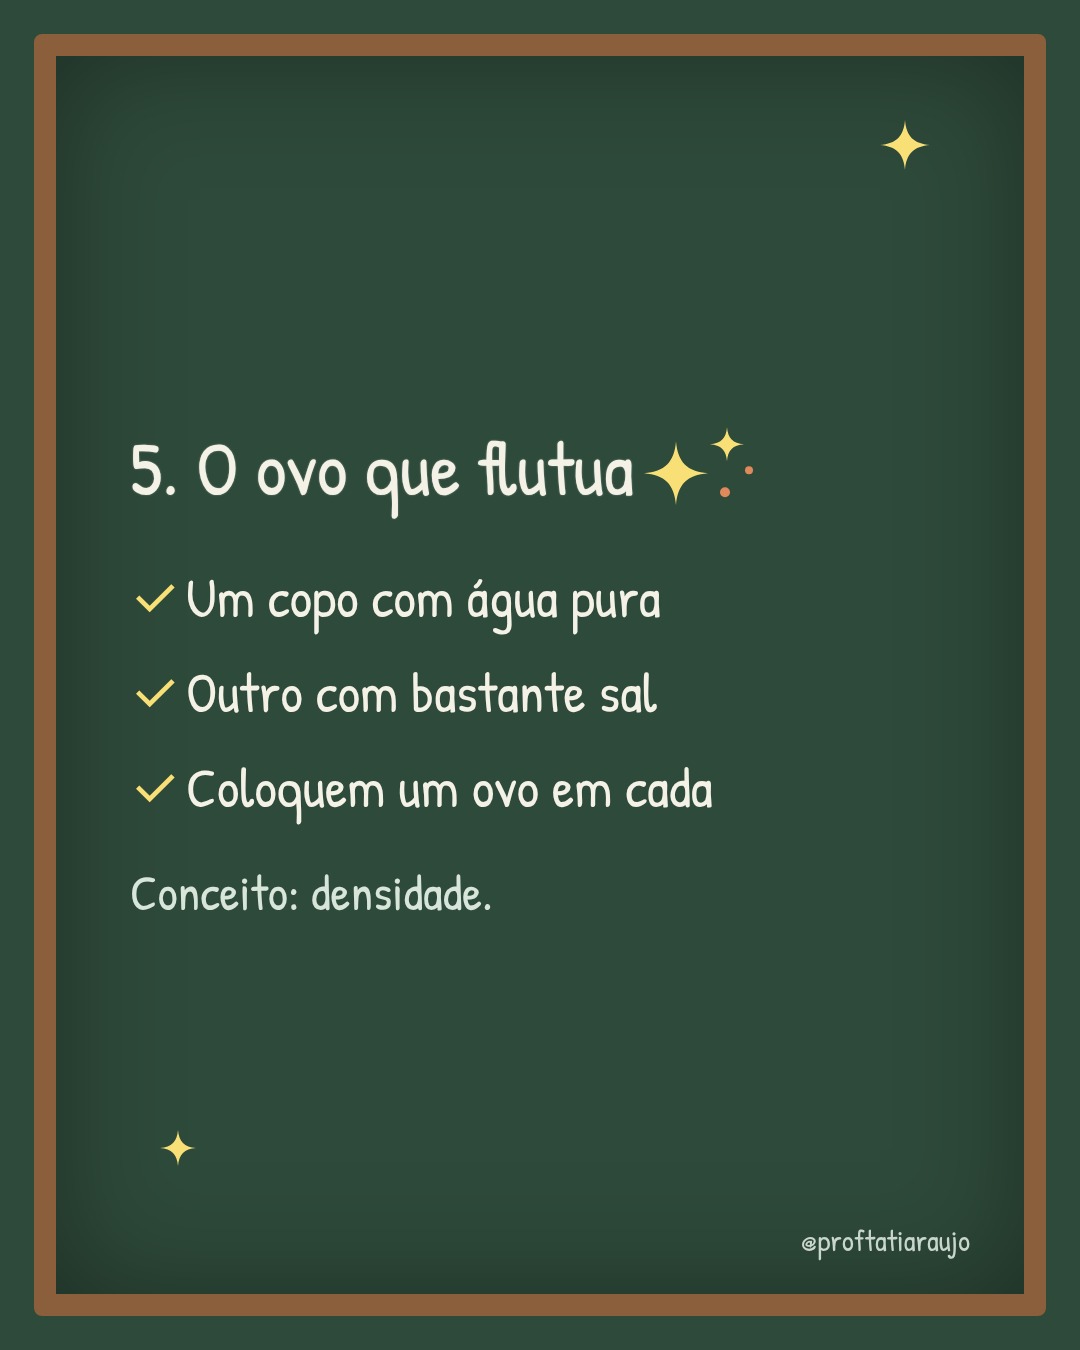 5. O ovo que flutua
Um copo com água pura
Outro com bastante sal
Coloquem um ovo em cada
Conceito: densidade.
@proftatiaraujo